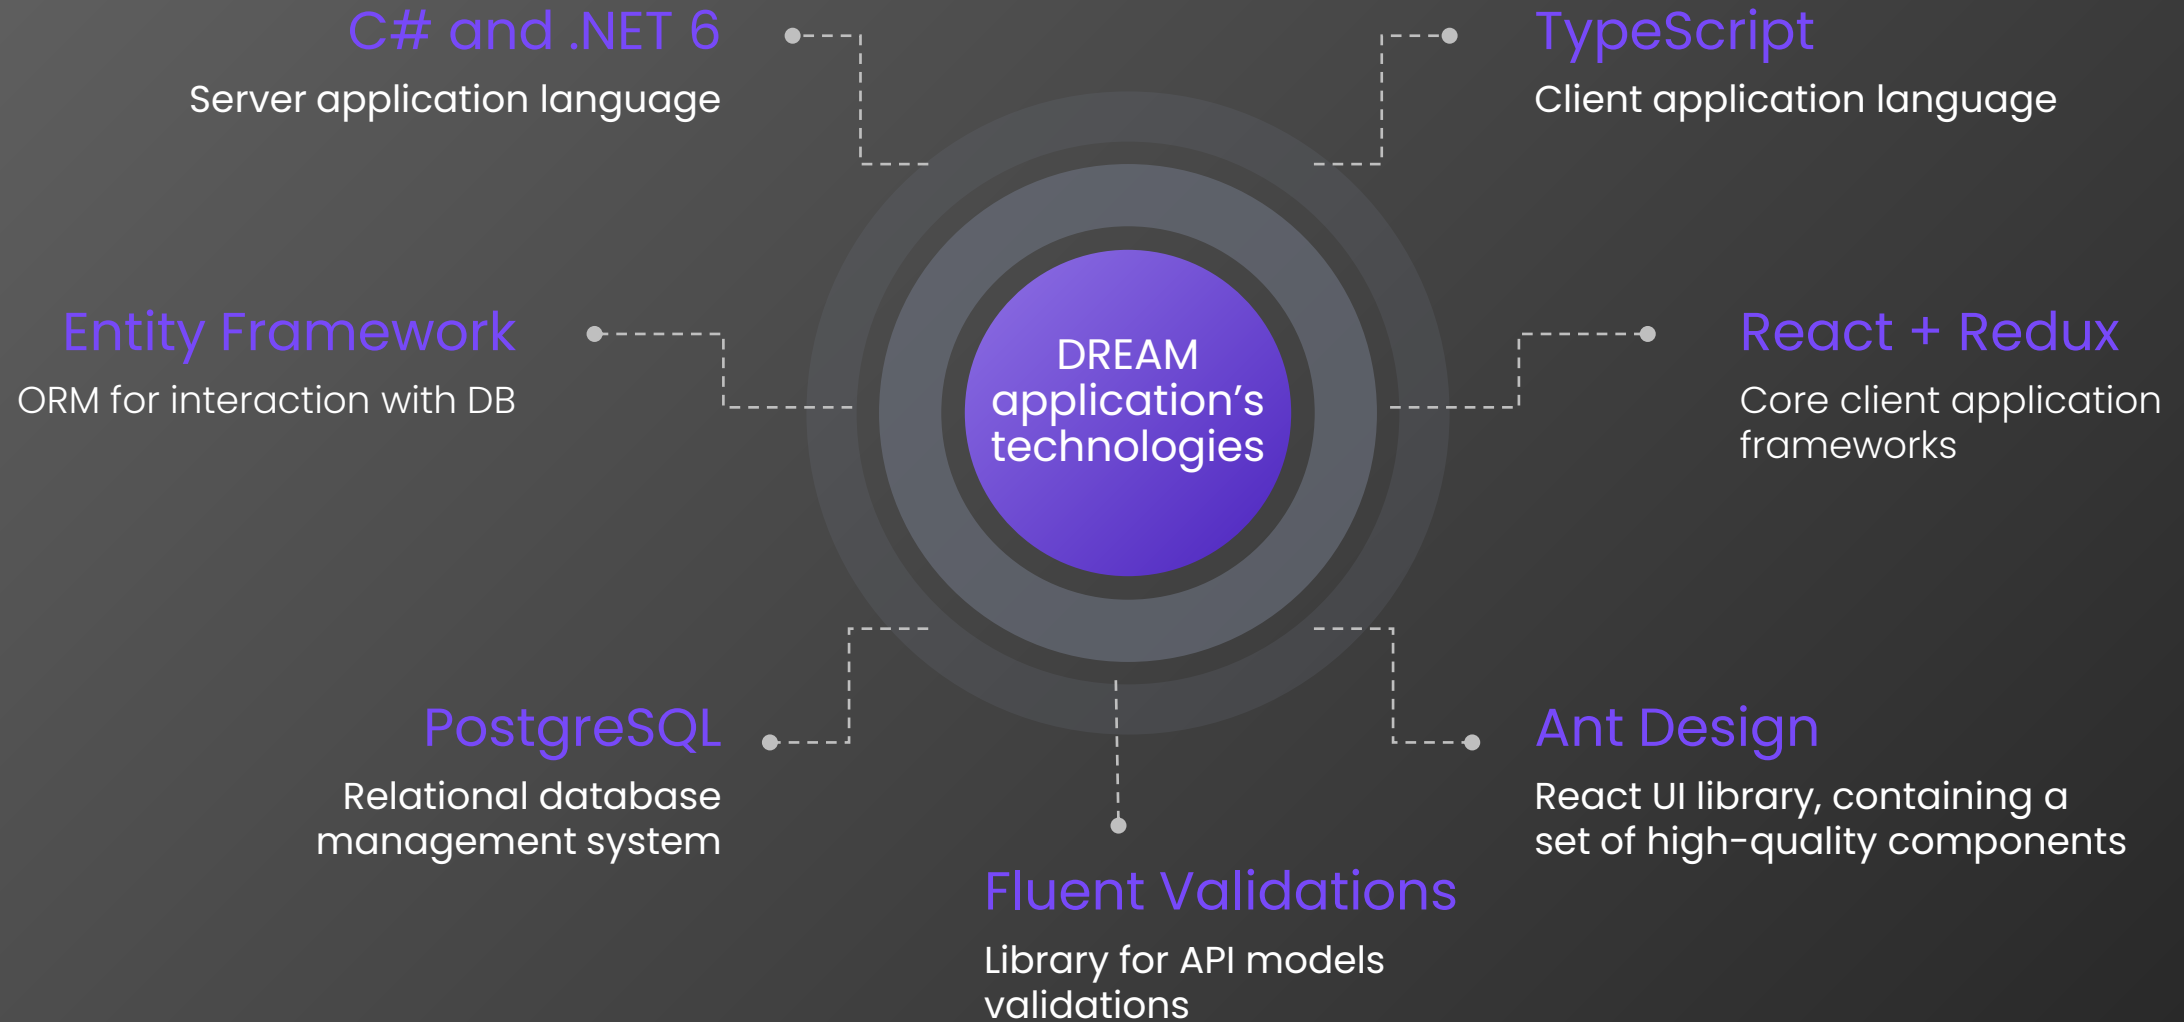 C# and .NET 6
Server application language
TypeScript
Client application language
Entity Framework
ORM for interaction with DB
DREAM
application’s
technologies
React + Redux
Core client application
frameworks
PostgreSQL
Relational database
management system
Ant Design
React UI library, containing a
set of high-quality components
Fluent Validations
Library for API models
validations